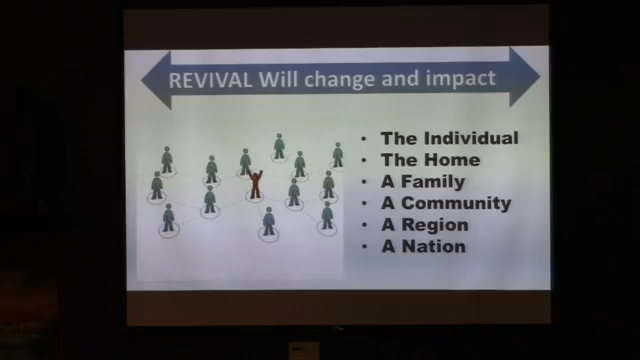 REVIVAL Will change and impact
• The Individual
• The Home
• A Family
• A Community
• A Region
• A Nation